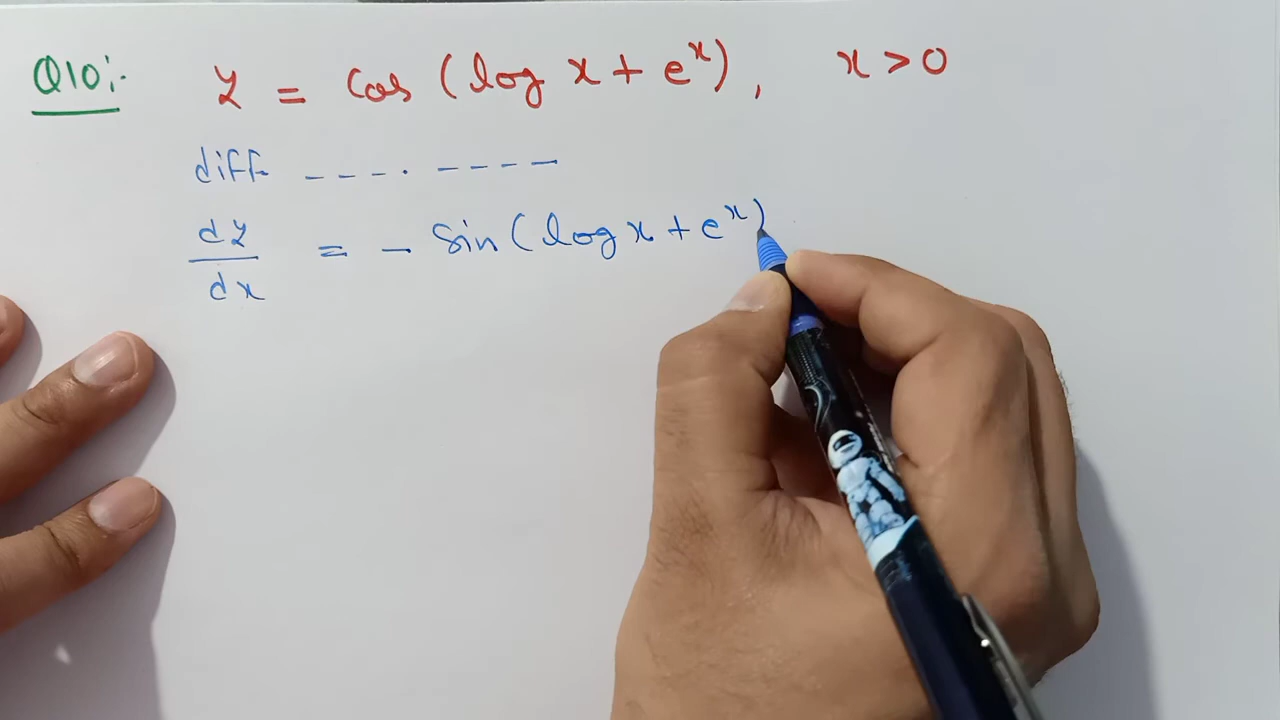 Q10:- y = cos (log x + e^x), x > 0
diff. - - - . - - - -
dy/dx = - sin (log x + e^x)